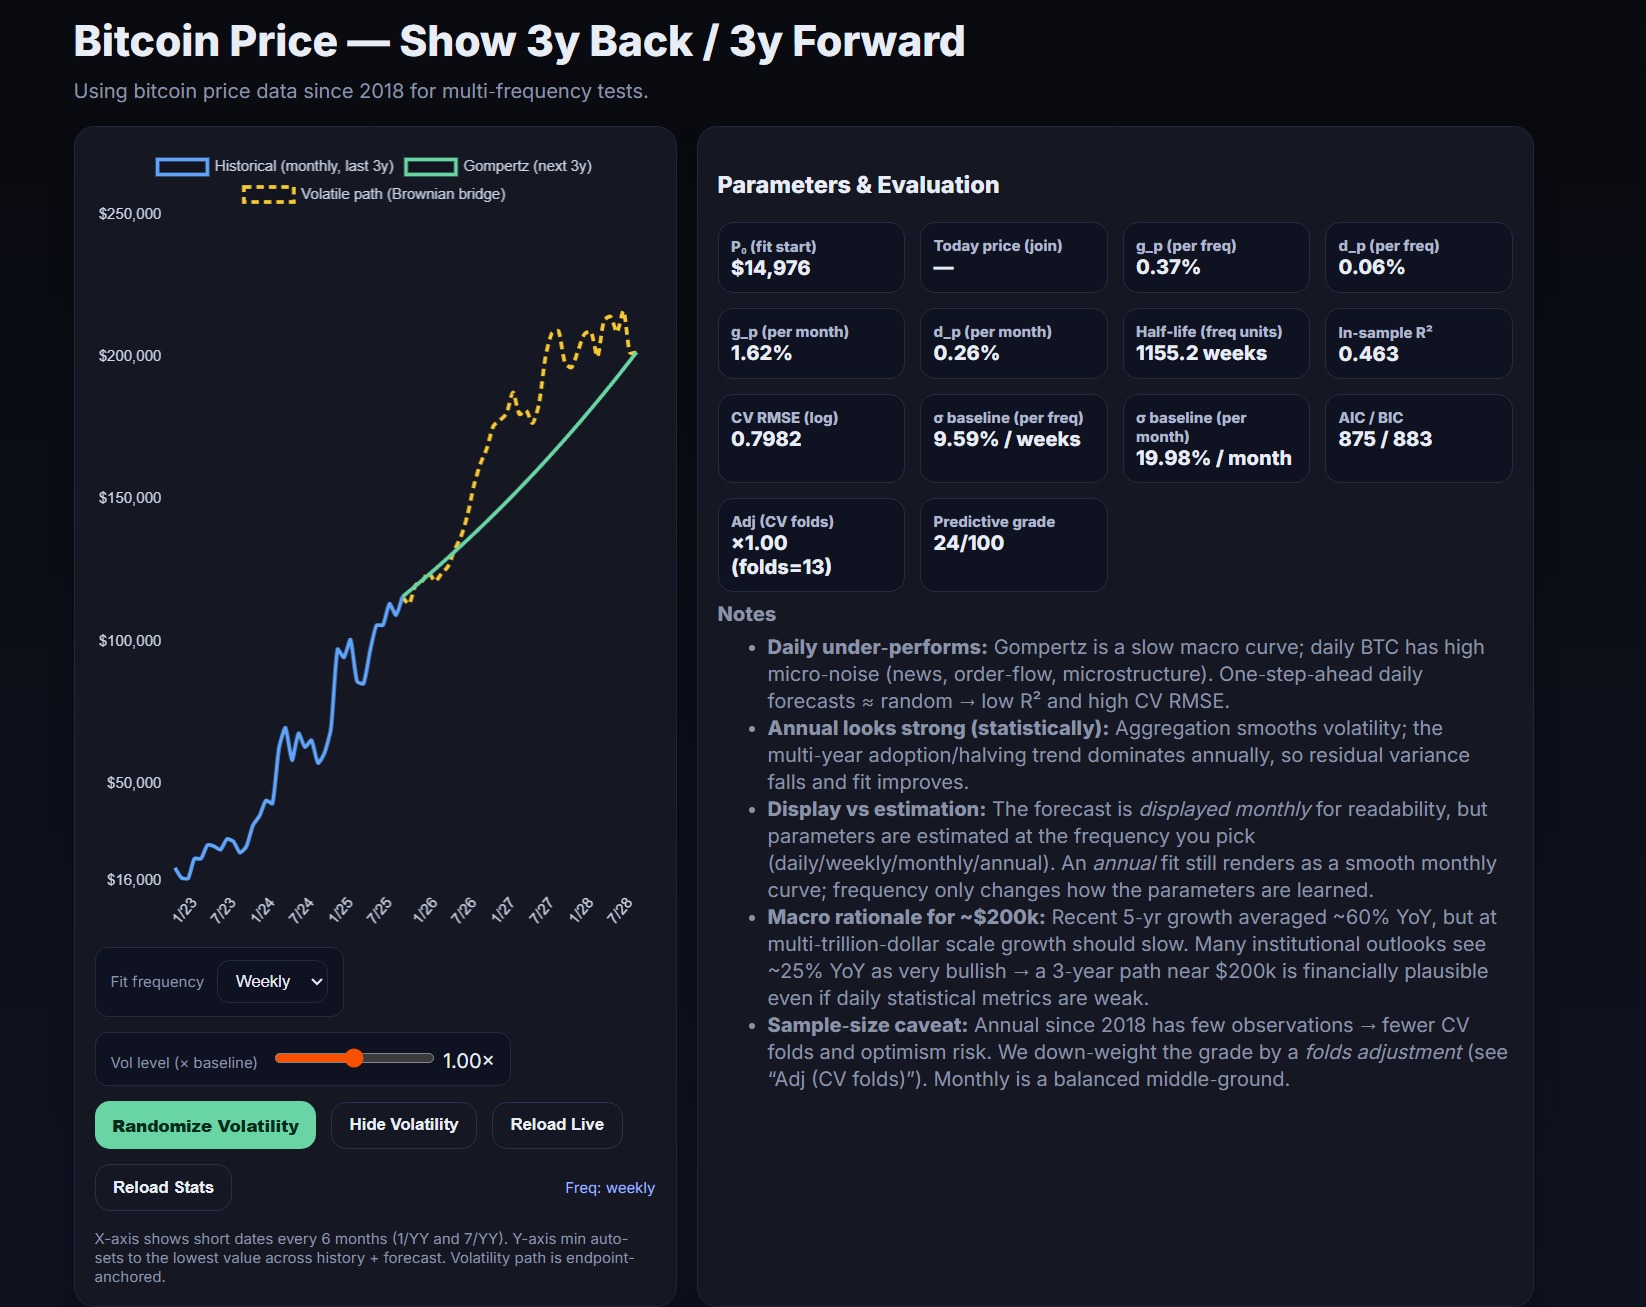 Bitcoin Price — Show 3y Back / 3y Forward
Using bitcoin price data since 2018 for multi-frequency tests.
Historical (monthly, last 3y)
Gompertz (next 3y)
Volatile path (Brownian bridge)
$250,000
$200,000
$150,000
$100,000
$50,000
$16,000
1/23
7/23
1/24
7/24
1/25
7/25
1/26
7/26
1/27
7/27
1/28
7/28
Fit frequency
Weekly
Vol level (× baseline)
1.00×
Randomize Volatility
Hide Volatility
Reload Live
Reload Stats
Freq: weekly
X-axis shows short dates every 6 months (1/YY and 7/YY). Y-axis min auto-
sets to the lowest value across history + forecast. Volatility path is endpoint-
anchored.
Parameters & Evaluation
P₀ (fit start)
$14,976
Today price (join)
—
g_p (per freq)
0.37%
d_p (per freq)
0.06%
g_p (per month)
1.62%
d_p (per month)
0.26%
Half-life (freq units)
1155.2 weeks
In-sample R²
0.463
CV RMSE (log)
0.7982
σ baseline (per freq)
9.59% / weeks
σ baseline (per
month)
19.98% / month
AIC / BIC
875 / 883
Adj (CV folds)
×1.00
(folds=13)
Predictive grade
24/100
Notes
• Daily under-performs: Gompertz is a slow macro curve; daily BTC has high
micro-noise (news, order-flow, microstructure). One-step-ahead daily
forecasts ≈ random → low R² and high CV RMSE.
• Annual looks strong (statistically): Aggregation smooths volatility; the
multi-year adoption/halving trend dominates annually, so residual variance
falls and fit improves.
• Display vs estimation: The forecast is displayed monthly for readability, but
parameters are estimated at the frequency you pick
(daily/weekly/monthly/annual). An annual fit still renders as a smooth monthly
curve; frequency only changes how the parameters are learned.
• Macro rationale for ~$200k: Recent 5-yr growth averaged ~60% YoY, but at
multi-trillion-dollar scale growth should slow. Many institutional outlooks see
~25% YoY as very bullish → a 3-year path near $200k is financially plausible
even if daily statistical metrics are weak.
• Sample-size caveat: Annual since 2018 has few observations → fewer CV
folds and optimism risk. We down-weight the grade by a folds adjustment (see
“Adj (CV folds)”). Monthly is a balanced middle-ground.